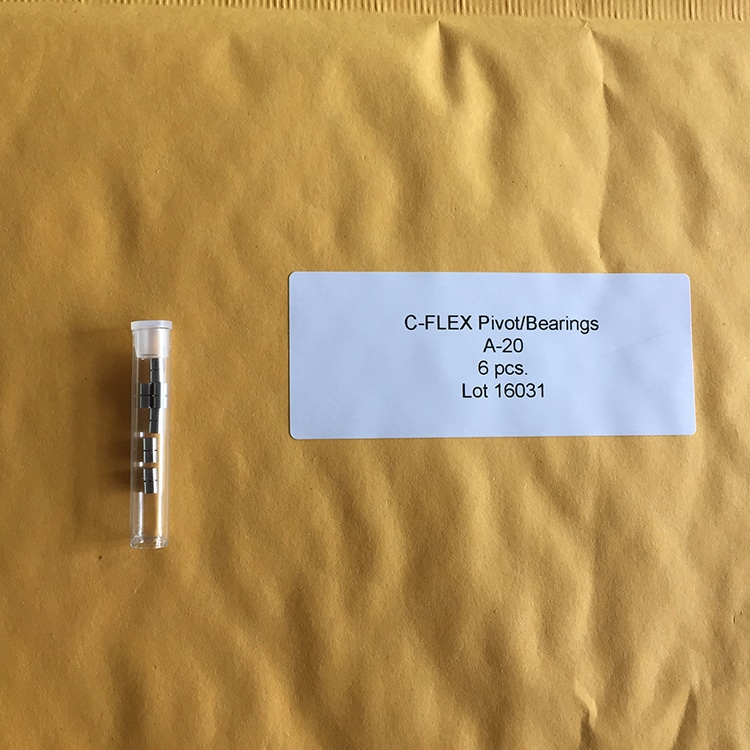 C-FLEX Pivot/Bearings
A-20
6 pcs.
Lot 16031